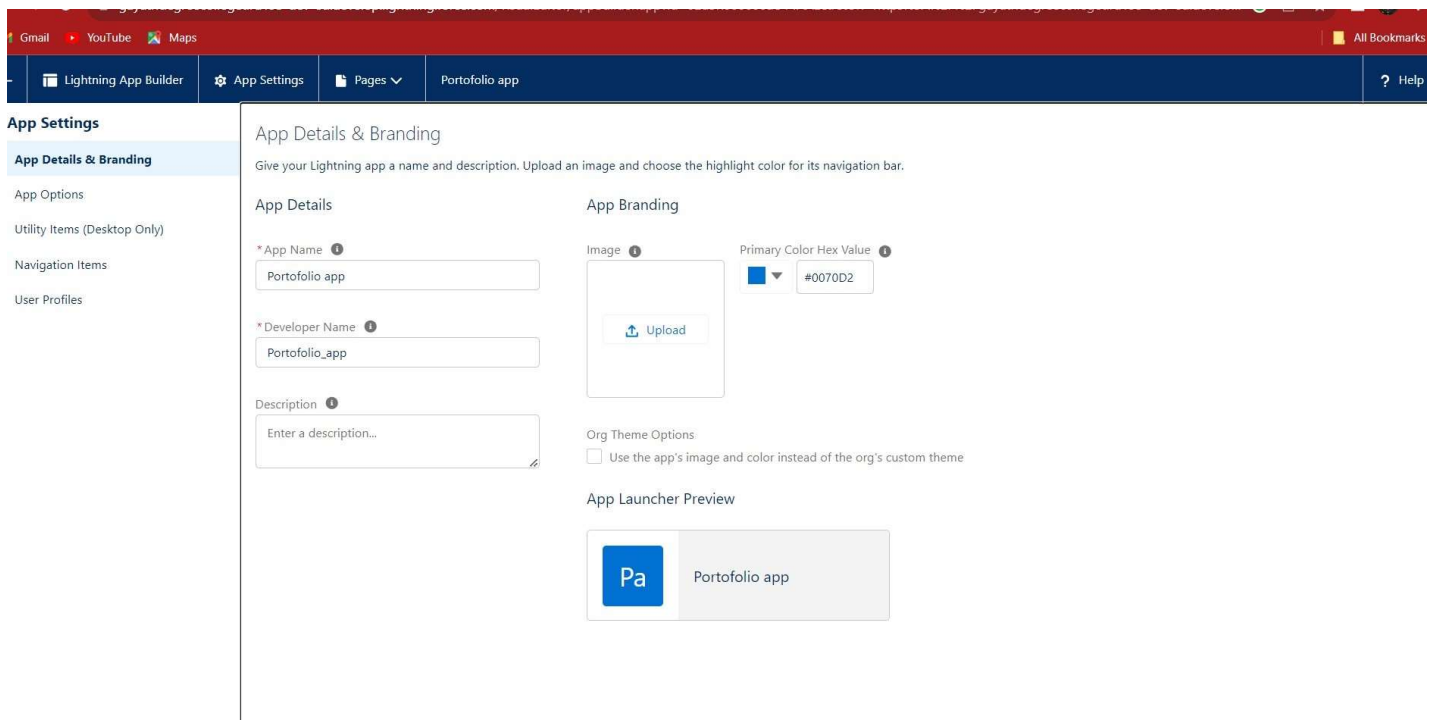 Gmail YouTube Maps All Bookmarks
Lightning App Builder App Settings Pages Portofolio app ? Help
App Settings
App Details & Branding
App Options
Utility Items (Desktop Only)
Navigation Items
User Profiles
App Details & Branding
Give your Lightning app a name and description. Upload an image and choose the highlight color for its navigation bar.
App Details
*App Name
Portofolio app
*Developer Name
Portofolio_app
Description
Enter a description...
App Branding
Image
Upload
Primary Color Hex Value
#0070D2
Org Theme Options
Use the app's image and color instead of the org's custom theme
App Launcher Preview
Pa Portofolio app